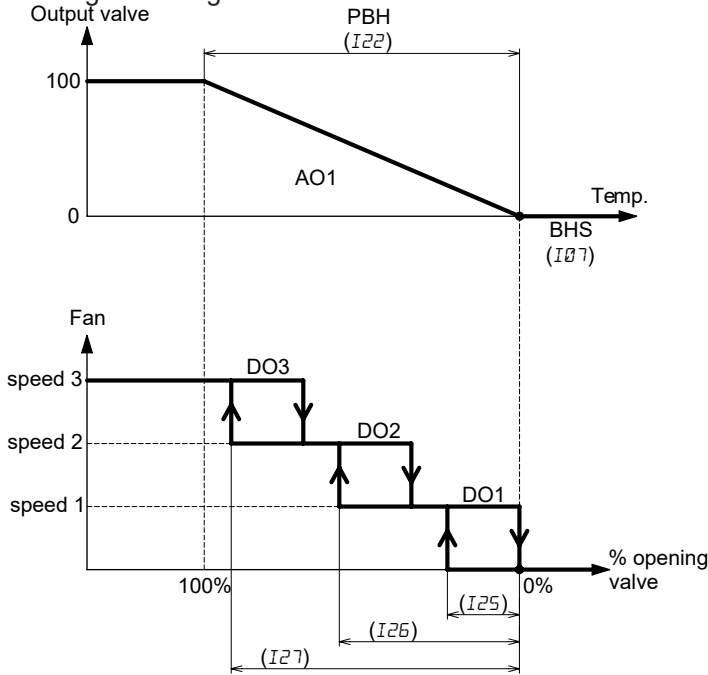 Output valve
PBH
(I22)
100
AO1
Temp.
0
BHS
(I07)
Fan
speed 3
DO3
speed 2
DO2
speed 1
DO1
100%
0%
% opening
valve
(I25)
(I26)
(I27)